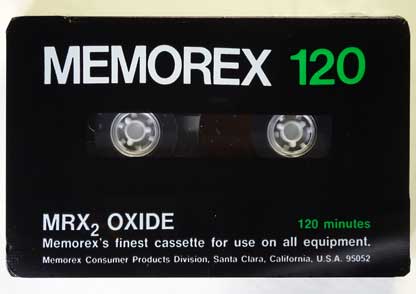 MEMOREX 120
MRX₂ OXIDE 120 minutes
Memorex's finest cassette for use on all equipment.
Memorex Consumer Products Division, Santa Clara, California, U.S.A. 95052